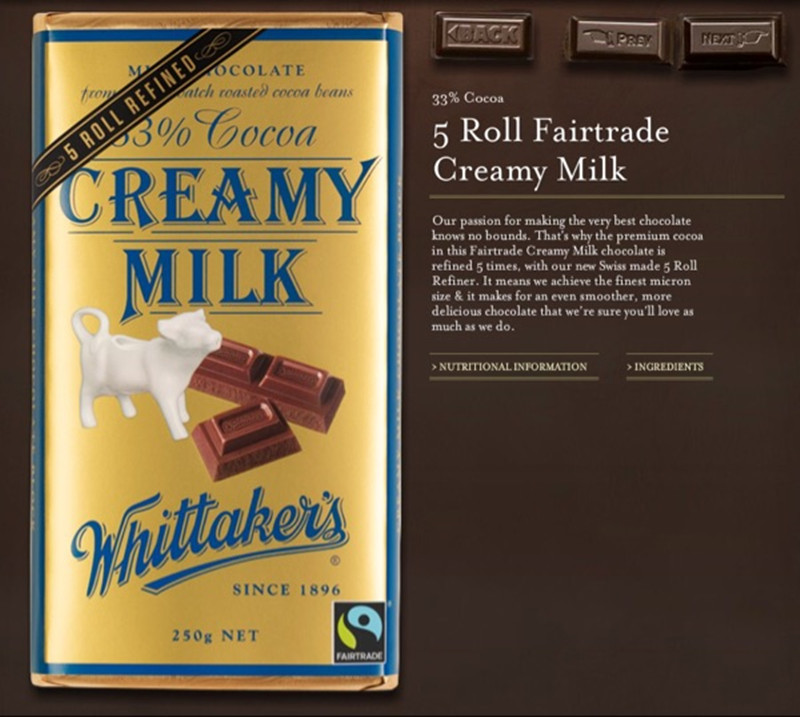 MILK CHOCOLATE
from batch roasted cocoa beans
5 ROLL REFINED
33% Cocoa
CREAMY
MILK
Whittaker's
®
SINCE 1896
250g NET
FAIRTRADE
BACK
PREV
NEXT
33% Cocoa
5 Roll Fairtrade
Creamy Milk
Our passion for making the very best chocolate
knows no bounds. That's why the premium cocoa
in this Fairtrade Creamy Milk chocolate is
refined 5 times, with our new Swiss made 5 Roll
Refiner. It means we achieve the finest micron
size & it makes for an even smoother, more
delicious chocolate that we're sure you'll love as
much as we do.
> NUTRITIONAL INFORMATION
> INGREDIENTS